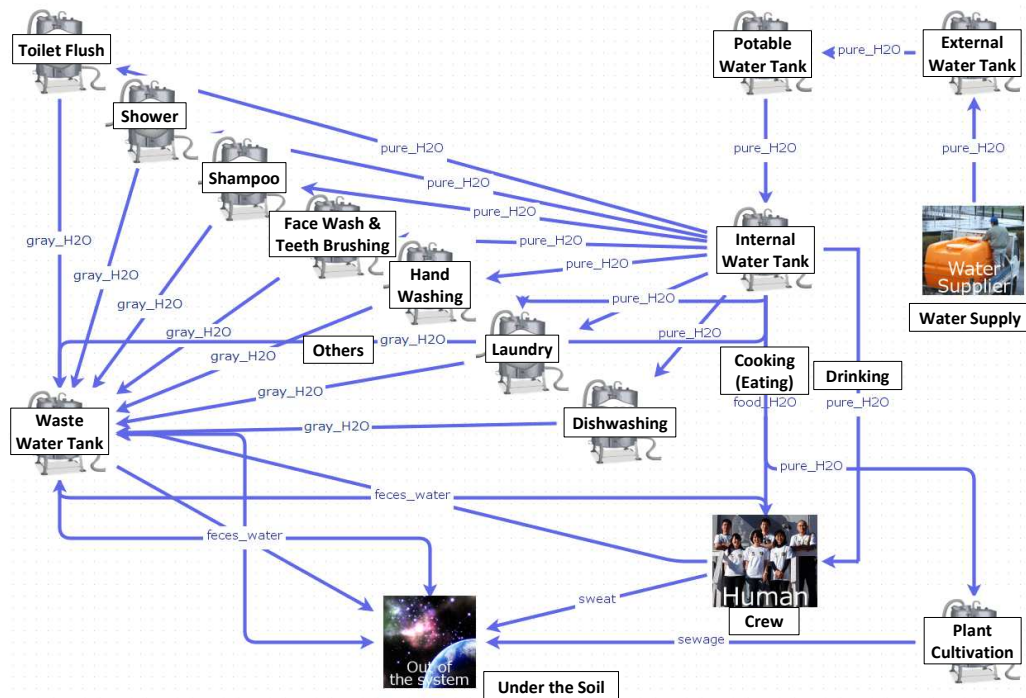 Toilet Flush
Potable
Water Tank
pure_H2O
External
Water Tank
Shower
pure_H2O
pure_H2O
pure_H2O
pure_H2O
Shampoo
pure_H2O
Face Wash &
Teeth Brushing
pure_H2O
Internal
Water Tank
gray_H2O
Hand
Washing
pure_H2O
gray_H2O
gray_H2O
Water
Supplier
Water Supply
pure_H2O
gray_H2O
pure_H2O
Others
gray_H2O
gray_H2O
Laundry
Cooking
(Eating)
Drinking
gray_H2O
food_H2O
pure_H2O
Waste
Water Tank
gray_H2O
Dishwashing
pure_H2O
feces_water
feces_water
sweat
Human
Crew
sewage
Plant
Cultivation
Out of
the system
Under the Soil